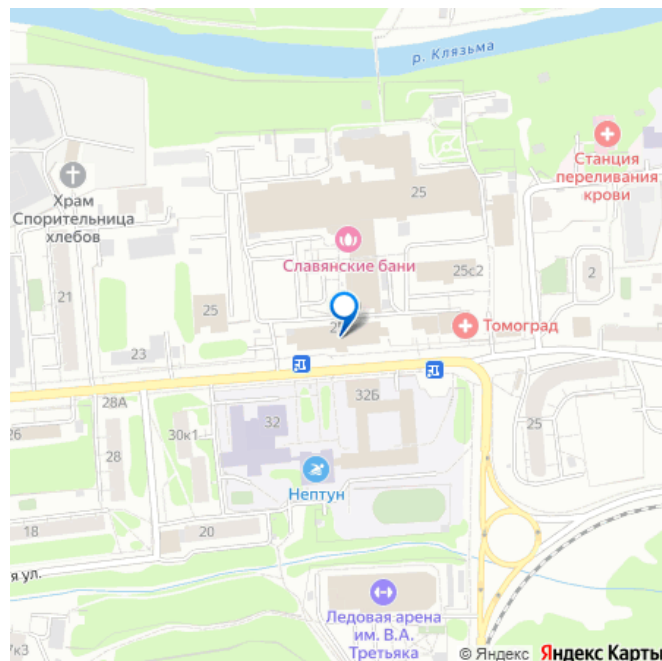 р. Клязьма
Станция
переливания
крови
Храм
Спорительница
хлебов
25
Славянские бани
25с2
2
21
25
Томоград
23
28А
32Б
26
28
30к1
32
25
Нептун
18
20
я ул.
Ледовая арена
им. В.А.
Третьяка
7к3
© Яндекс Яндекс Карты